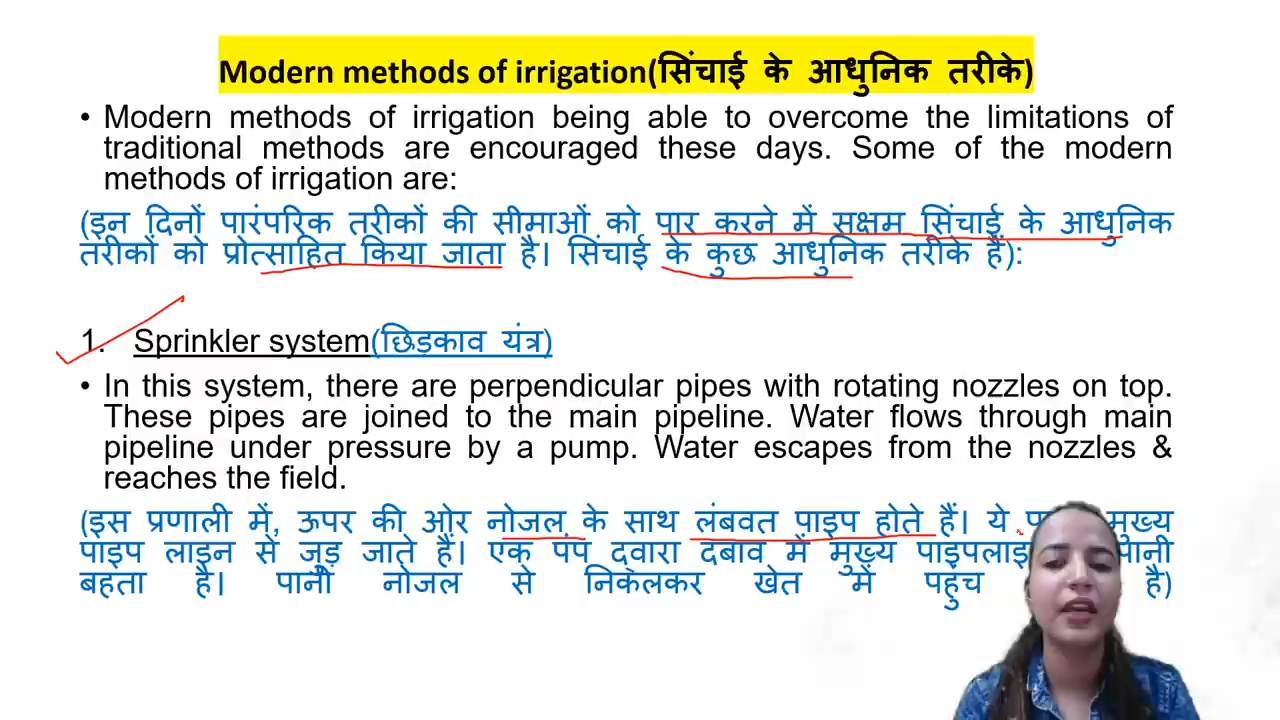 Modern methods of irrigation(सिंचाई के आधुनिक तरीके)
• Modern methods of irrigation being able to overcome the limitations of
traditional methods are encouraged these days. Some of the modern
methods of irrigation are:
(इन दिनों पारंपरिक तरीकों की सीमाओं को पार करने में सक्षम सिंचाई के आधुनिक
तरीकों को प्रोत्साहित किया जाता है। सिंचाई के कुछ आधुनिक तरीके हैं):
1. Sprinkler system(छिड़काव यंत्र)
• In this system, there are perpendicular pipes with rotating nozzles on top.
These pipes are joined to the main pipeline. Water flows through main
pipeline under pressure by a pump. Water escapes from the nozzles &
reaches the field.
(इस प्रणाली में, ऊपर की ओर नोजल के साथ लंबवत पाइप होते हैं। ये मुख्य
पाइप लाइन से जुड़ जाते हैं। एक पंप द्वारा दबाव में मुख्य पानी
बहता है। पानी नोजल से निकलकर खेत में पहुंच है)